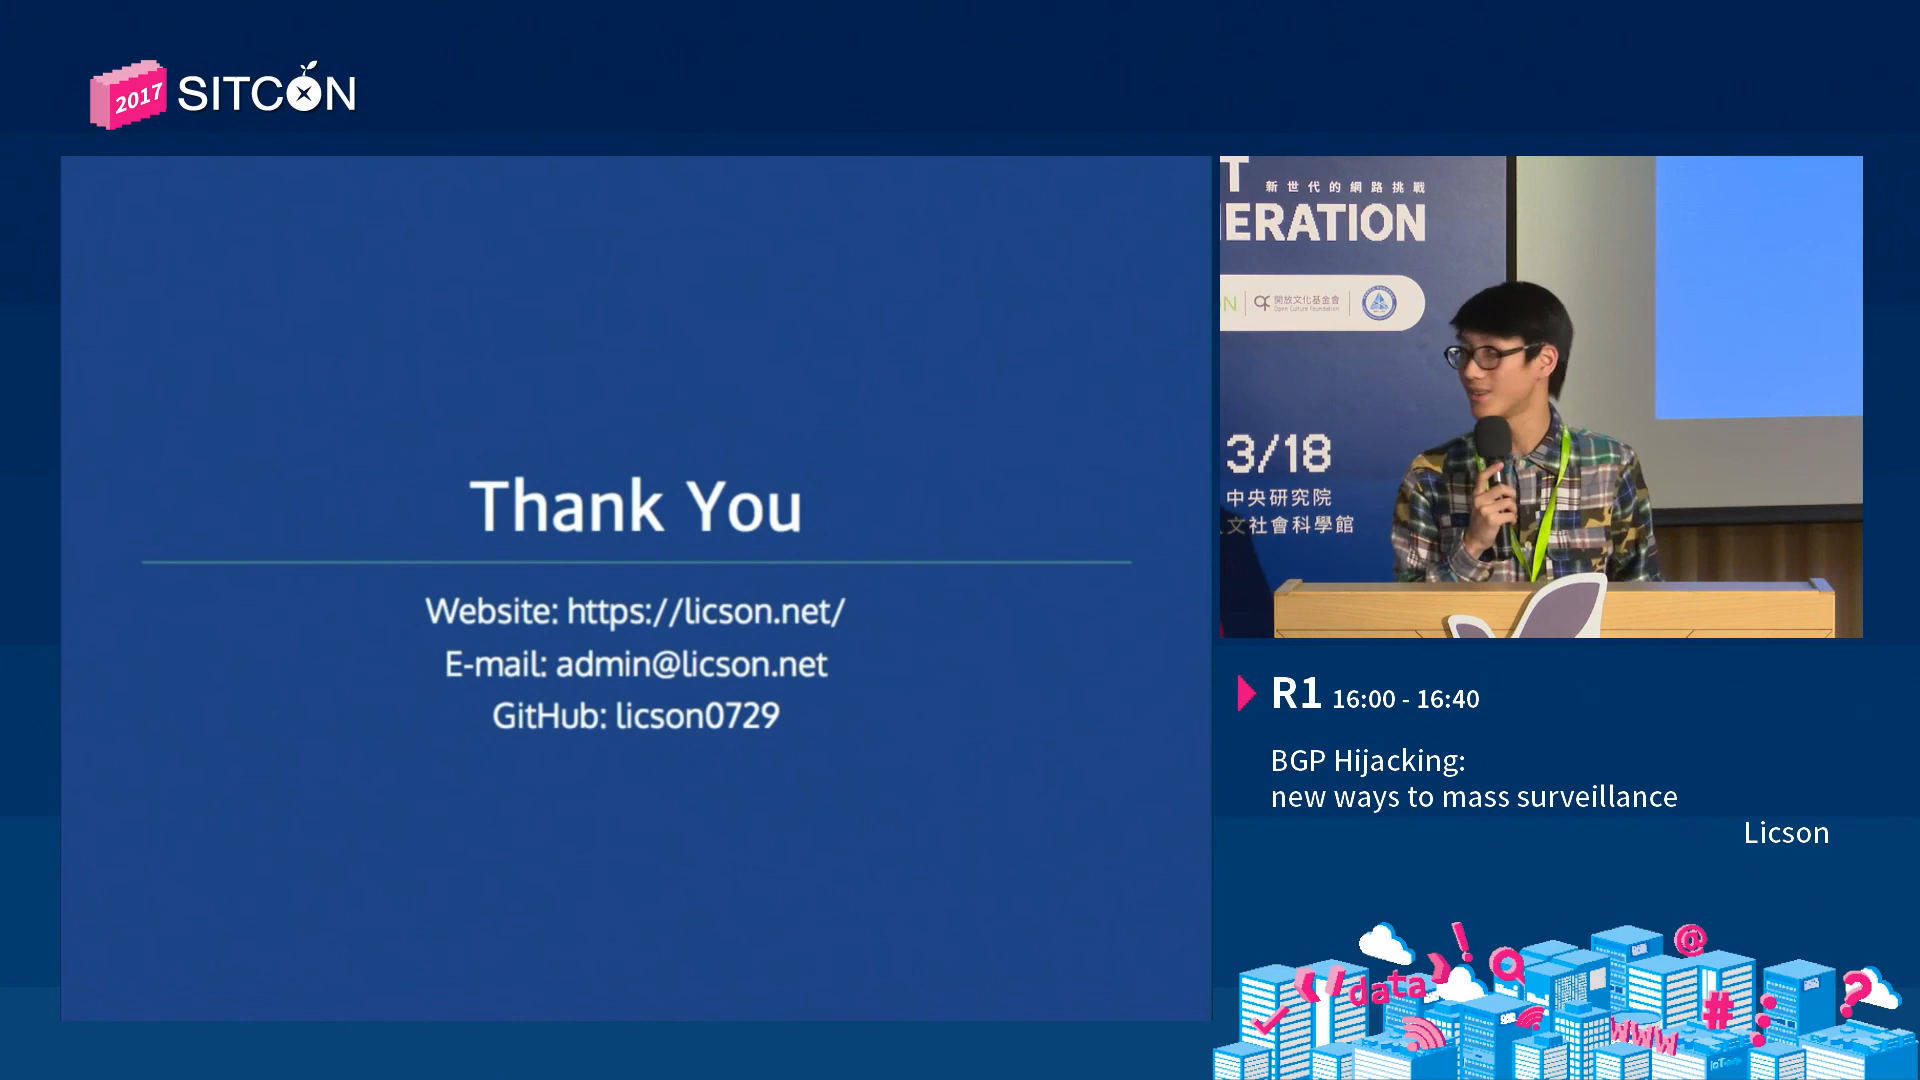 2017 SITCON
Thank You
Website: https://licson.net/
E-mail: admin@licson.net
GitHub: licson0729
T 新世代的網路挑戰
ERATION
N 開放文化基金會
Open Culture Foundation
3/18
中央研究院
文社會科學館
R1 16:00 - 16:40
BGP Hijacking:
new ways to mass surveillance
Licson
data
@
#
?
www